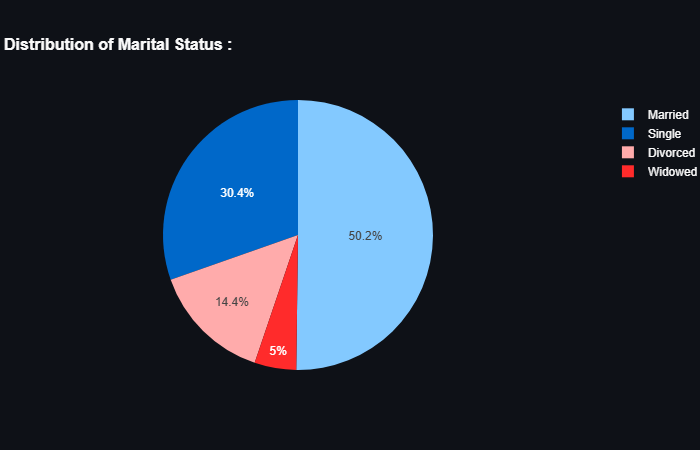 Distribution of Marital Status :
Married
Single
Divorced
Widowed
30.4%
50.2%
14.4%
5%